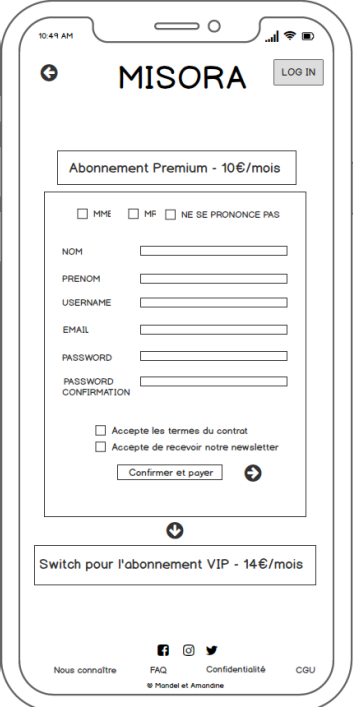 10:49 AM
MISORA
LOG IN
Abonnement Premium - 10€/mois
MME MR NE SE PRONONCE PAS
NOM
PRENOM
USERNAME
EMAIL
PASSWORD
PASSWORD
CONFIRMATION
Accepte les termes du contrat
Accepte de recevoir notre newsletter
Confirmer et payer
Switch pour l'abonnement VIP - 14€/mois
Nous connaître FAQ Confidentialité CGU
© Mandel et Amandine